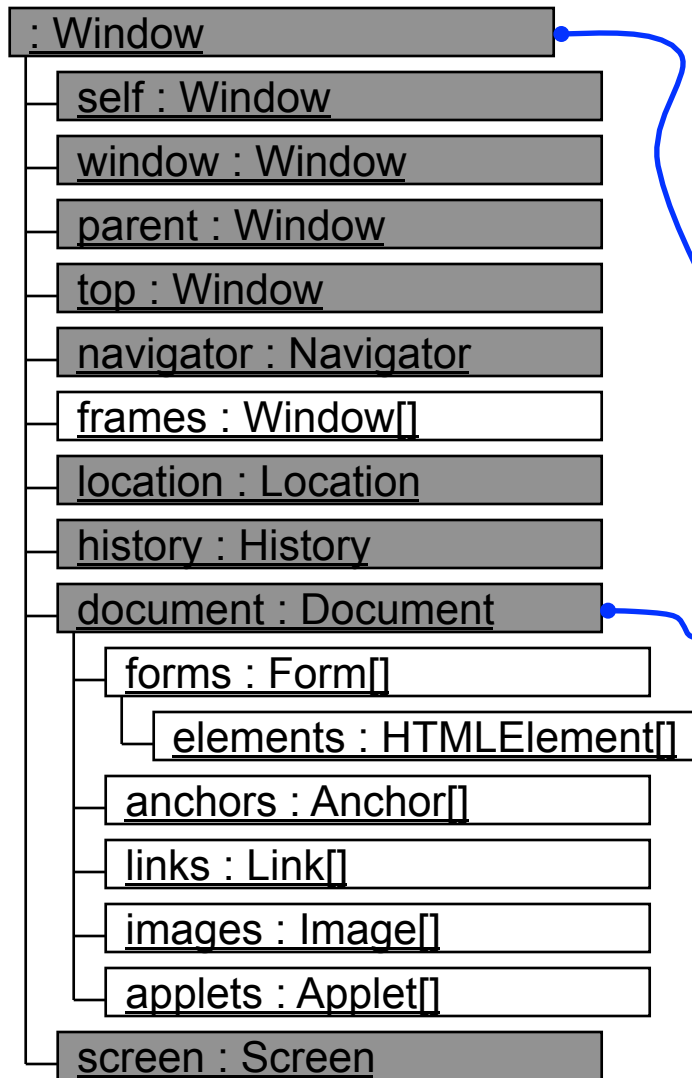 : Window
self : Window
window : Window
parent : Window
top : Window
navigator : Navigator
frames : Window[]
location : Location
history : History
document : Document
forms : Form[]
elements : HTMLElement[]
anchors : Anchor[]
links : Link[]
images : Image[]
applets : Applet[]
screen : Screen